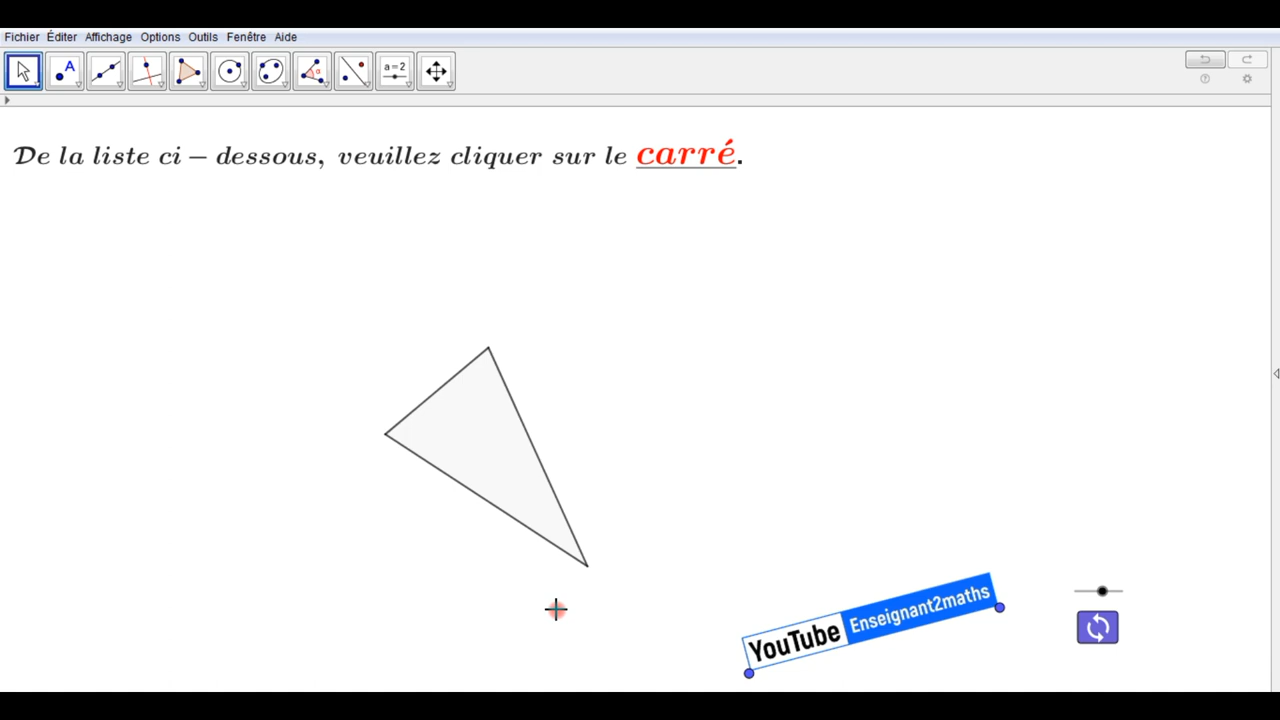 Fichier Éditer Affichage Options Outils Fenêtre Aide
A
α
a=2
De la liste ci – dessous, veuillez cliquer sur le carré.
YouTube Enseignant2maths